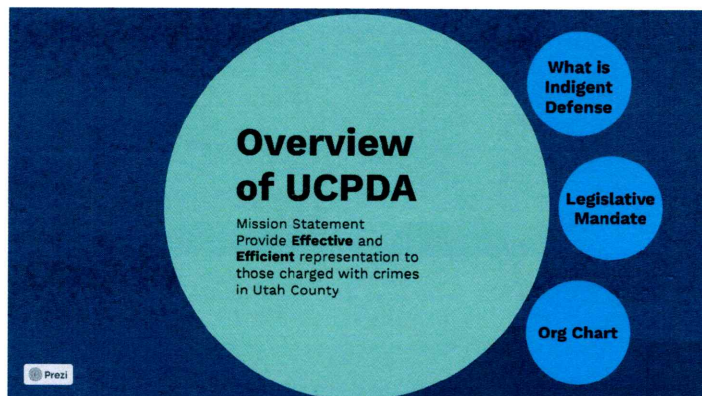 Overview
of UCPDA
Mission Statement
Provide Effective and
Efficient representation to
those charged with crimes
in Utah County
What is
Indigent
Defense
Legislative
Mandate
Org Chart
Prezi